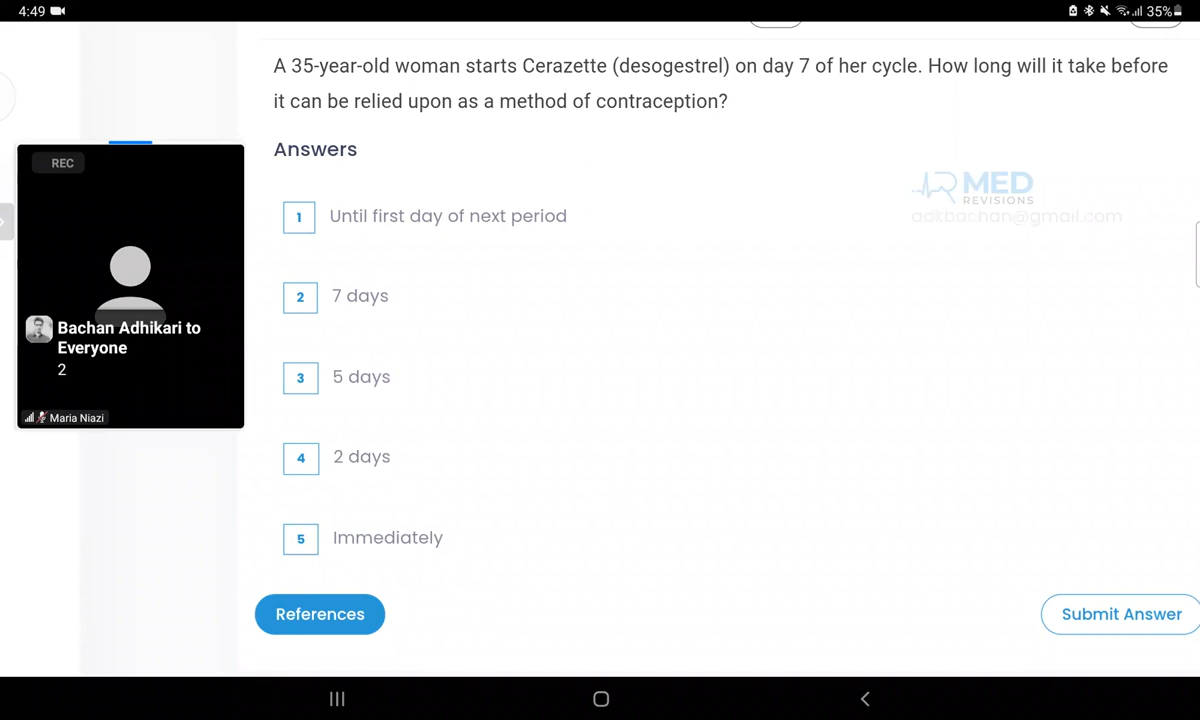 4:49
35%
A 35-year-old woman starts Cerazette (desogestrel) on day 7 of her cycle. How long will it take before
it can be relied upon as a method of contraception?
Answers
REC
MED
REVISIONS
adkbachan@gmail.com
1 Until first day of next period
2 7 days
Bachan Adhikari to
Everyone
2
3 5 days
Maria Niazi
4 2 days
5 Immediately
References
Submit Answer